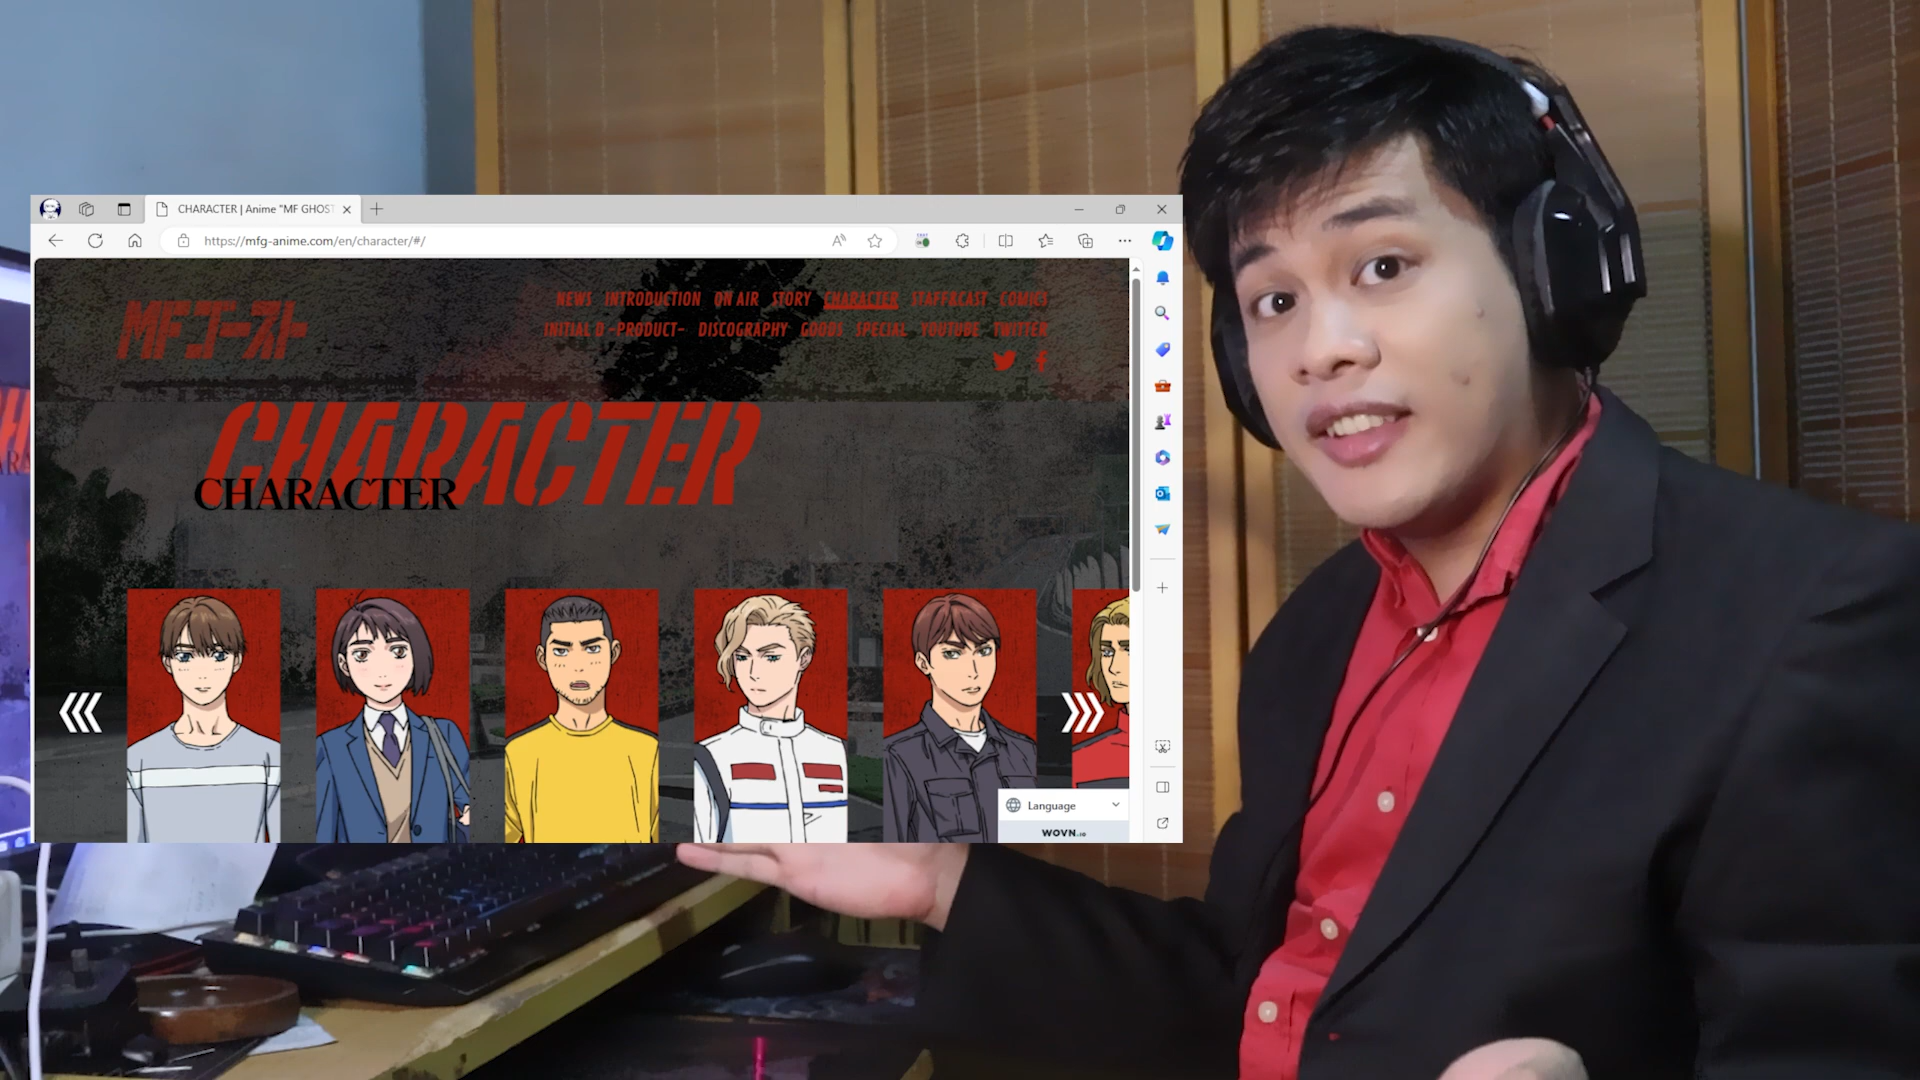 CHARACTER | Anime "MF GHOST
https://mfg-anime.com/en/character/#/
MFゴースト
NEWS INTRODUCTION ON AIR STORY CHARACTER STAFF&CAST COMICS
INITIAL D -PRODUCT- DISCOGRAPHY GOODS SPECIAL YOUTUBE TWITTER
CHARACTER
CHARACTER
Language
WOVN.io